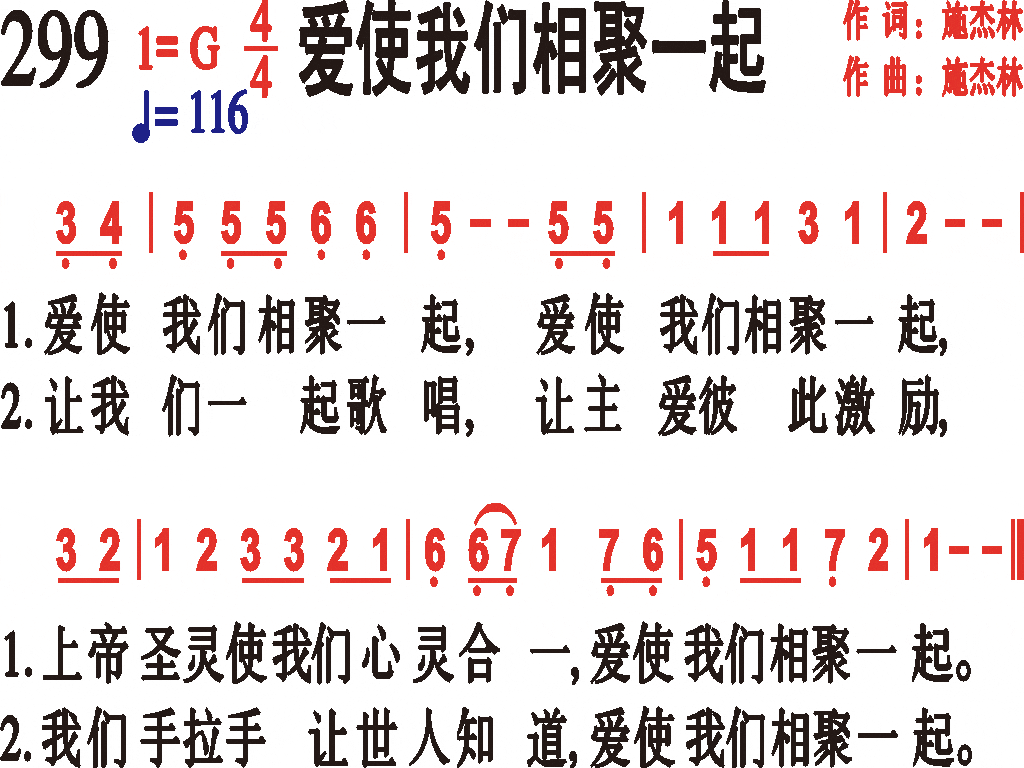 299 1=G 4/4 爱使我们相聚一起 作 词：施杰林
♩=116 作 曲：施杰林
3 4 | 5 5 5 6 6 | 5 - - 5 5 | 1 1 1 3 1 | 2 - - |
1.爱使 我们相聚一 起, 爱使 我们相聚一 起,
2.让我 们一 起歌 唱, 让主 爱彼 此激 励,
3 2 | 1 2 3 3 2 1 | 6 6 7 1 7 6 | 5 1 1 7 2 | 1 - - ‖
1.上帝 圣灵使我们心 灵合 一,爱使 我们相聚一 起。
2.我们 手拉手 让世 人知 道,爱使 我们相聚一 起。